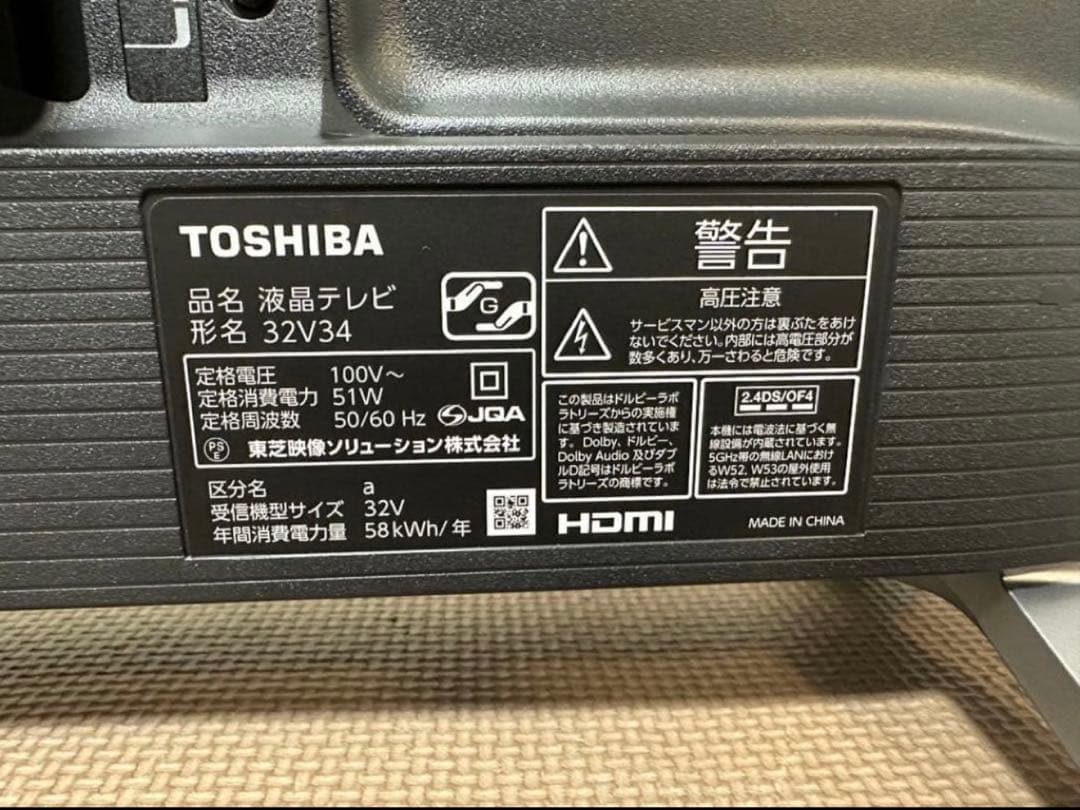 TOSHIBA
品名 液晶テレビ
形名 32V34
G
定格電圧 100V～
定格消費電力 51W
定格周波数 50/60 Hz
JQA
PS
E
東芝映像ソリューション株式会社
区分名 a
受信機型サイズ 32V
年間消費電力量 58kWh/年
警告
高圧注意
サービスマン以外の方は裏ぶたをあけ
ないでください。内部には高電圧部分が
数多くあり、万一さわると危険です。
この製品はドルビーラボ
ラトリーズからの実施権
に基づき製造されていま
す。Dolby、ドルビー、
Dolby Audio 及びダブ
ルD記号はドルビーラボ
ラトリーズの商標です。
2.4DS/OF4
本機には電波法に基づく無
線設備が内蔵されています。
5GHz帯の無線LANにおけ
るW52、W53の屋外使用
は法令で禁止されています。
HDMI
MADE IN CHINA